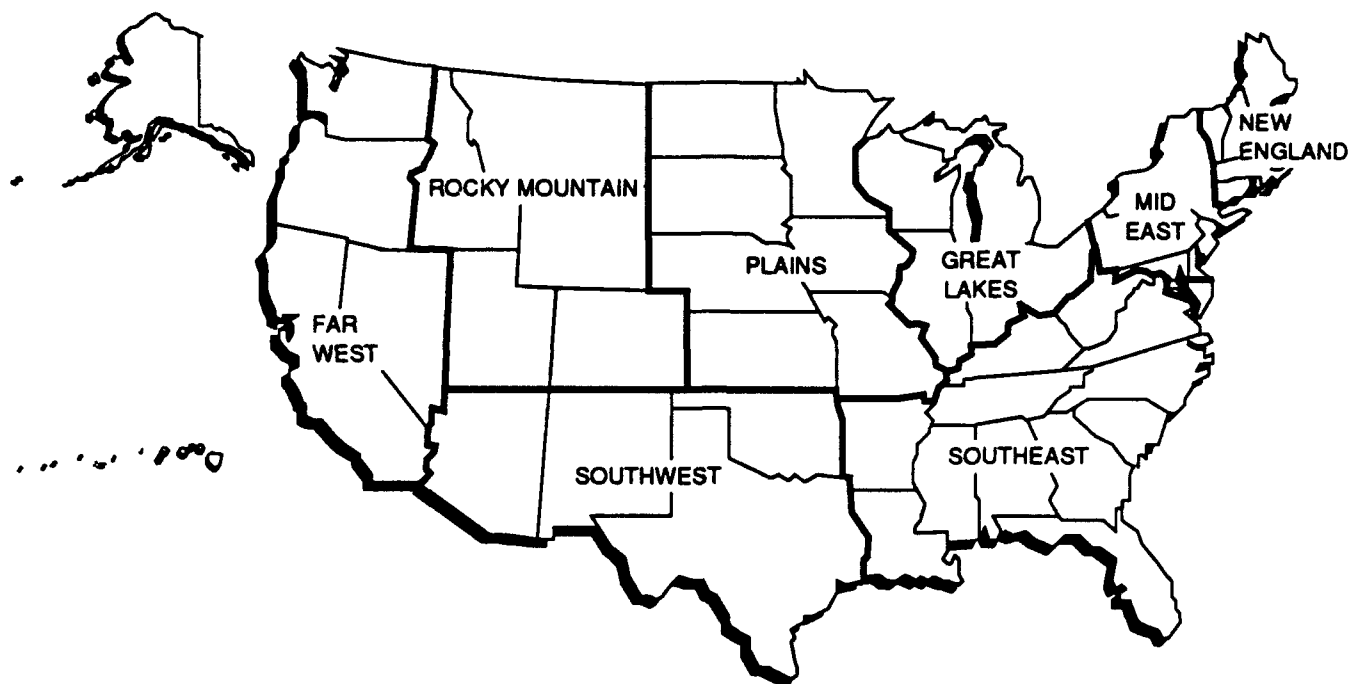 NEW
ENGLAND
ROCKY MOUNTAIN
MID
EAST
PLAINS
GREAT
LAKES
FAR
WEST
SOUTHEAST
SOUTHWEST